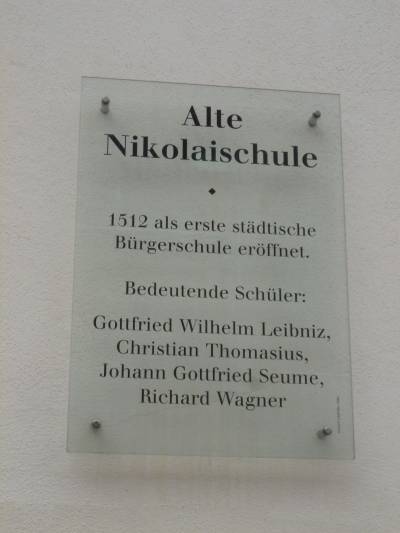 Alte
Nikolaischule
1512 als erste städtische
Bürgerschule eröffnet.
Bedeutende Schüler:
Gottfried Wilhelm Leibniz,
Christian Thomasius,
Johann Gottfried Seume,
Richard Wagner